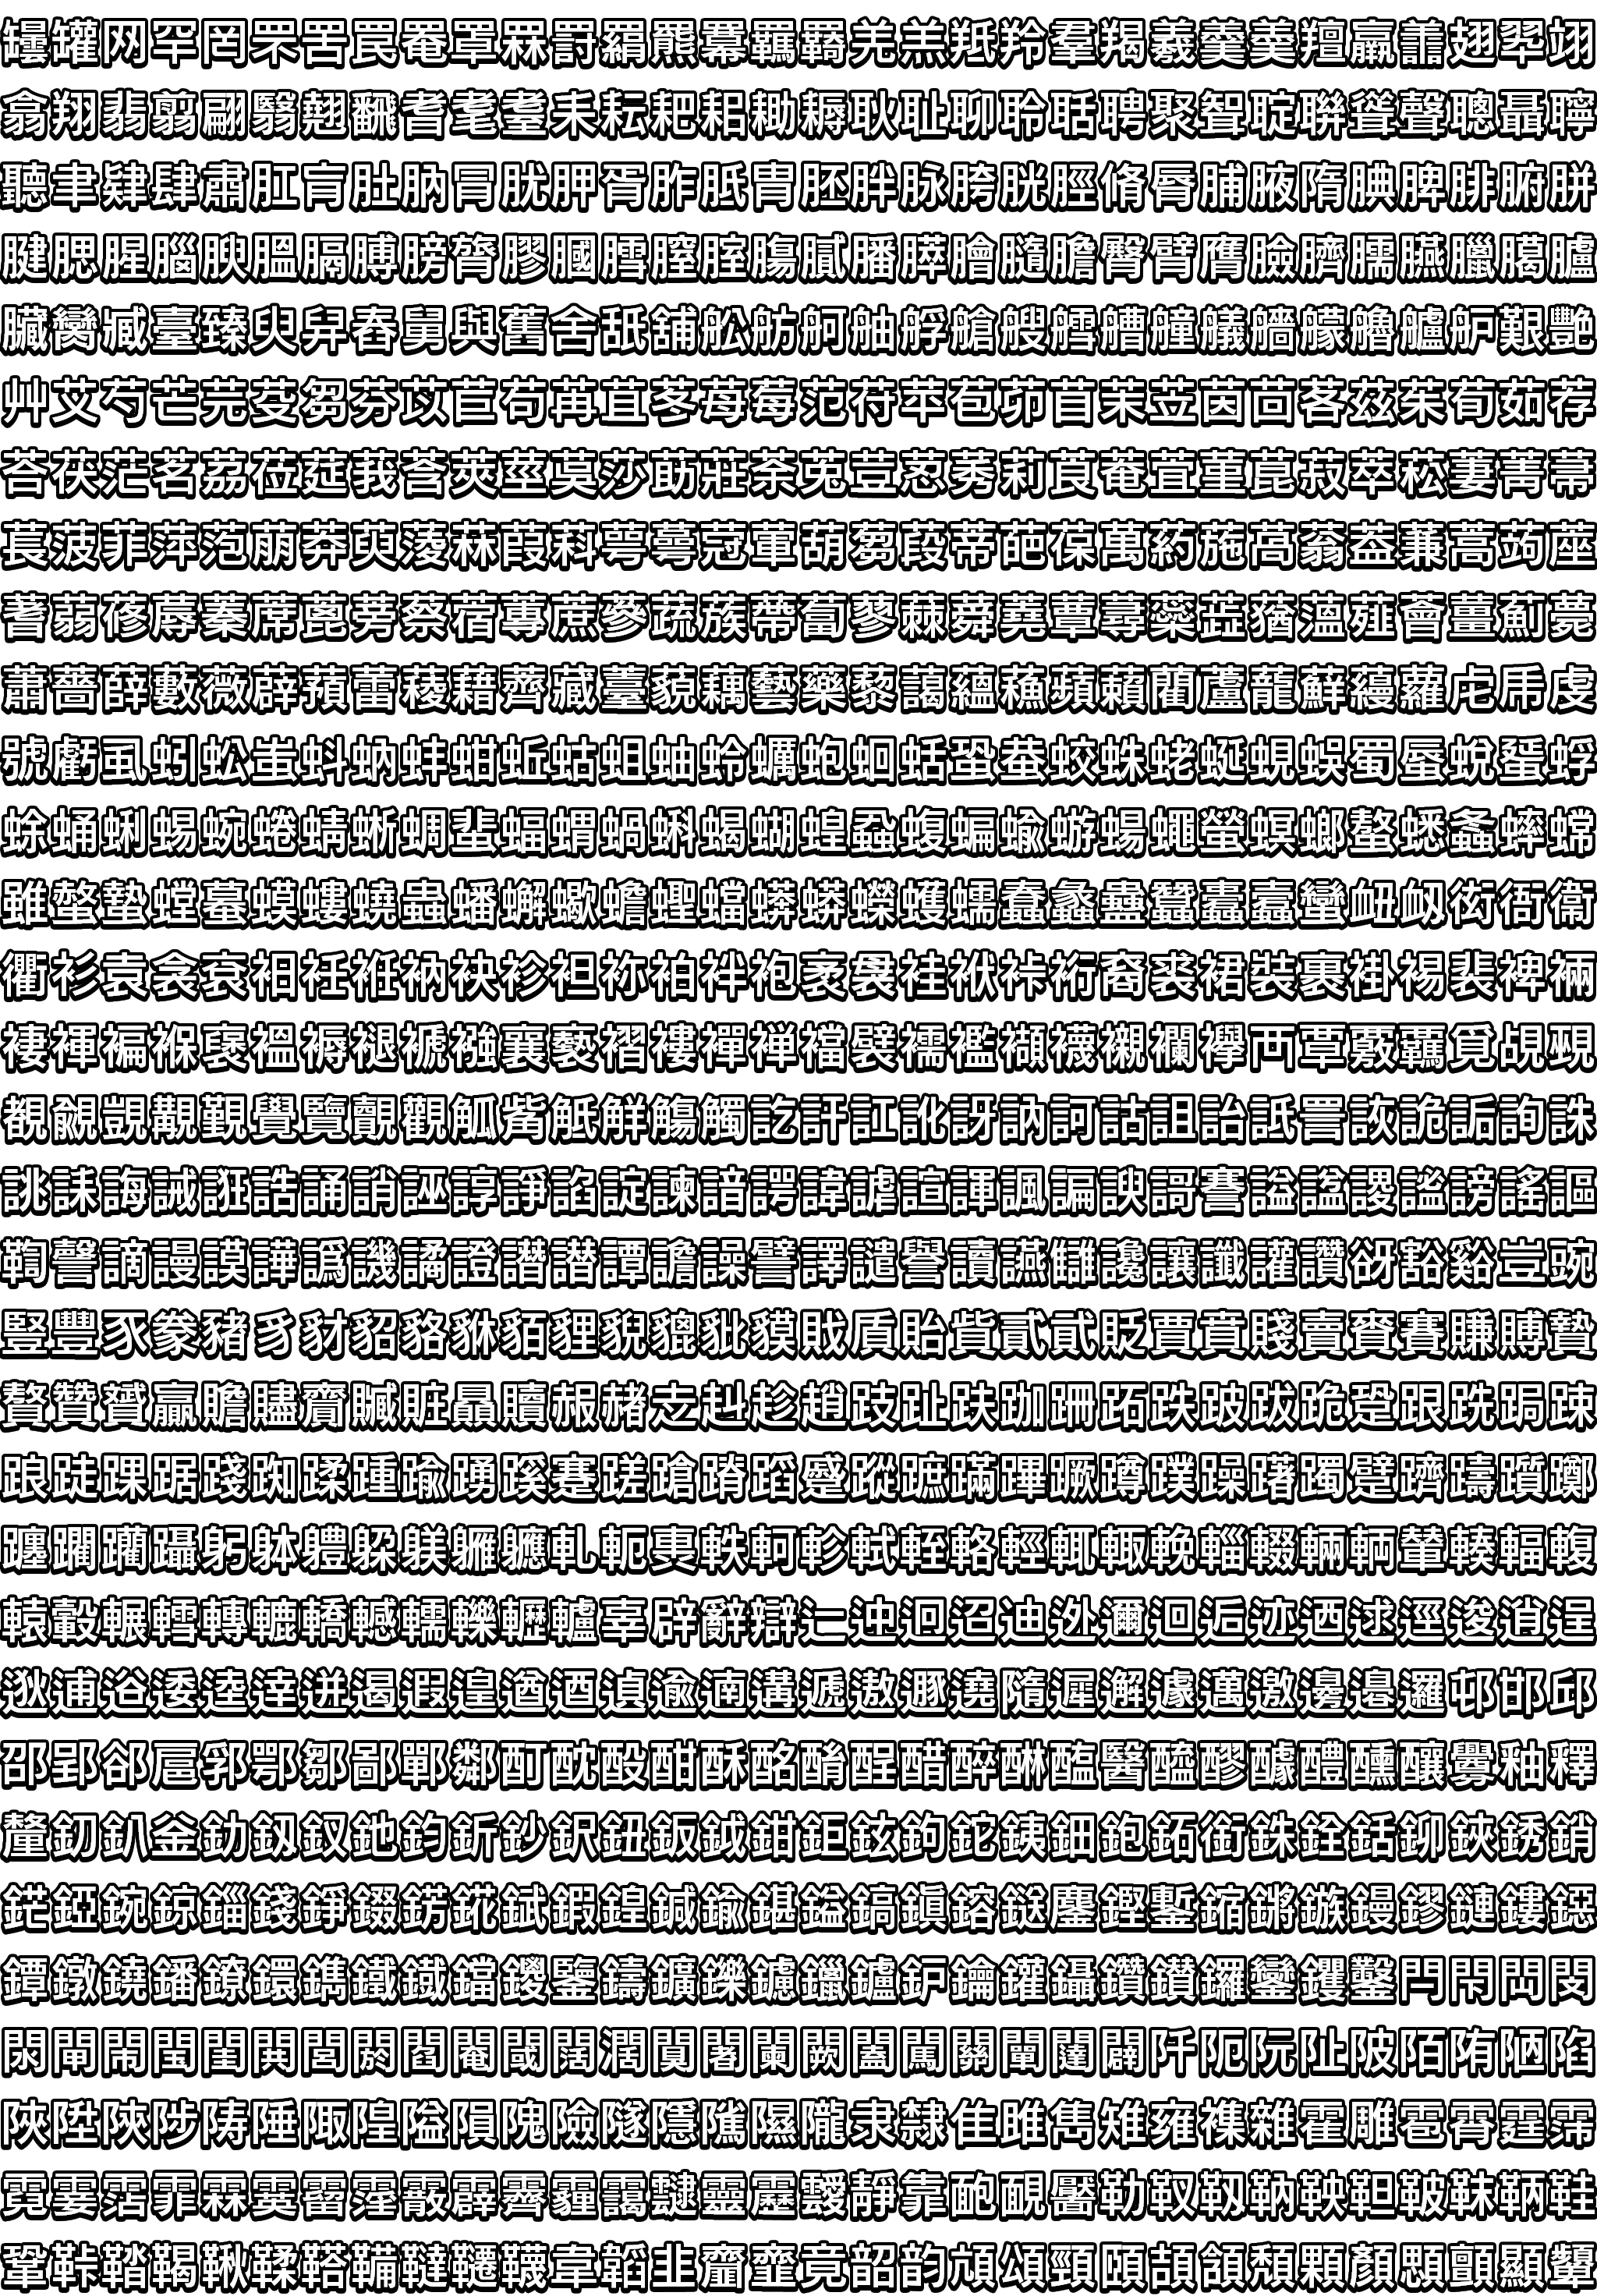 罎罐网罕罔罘罟罠罨罩罧罸羂羆羃羈羇羌羔羝羚羣羯羲羹羮羶羸譱翅翆翊
翕翔翡翦翩翳翹飜耆耄耋耒耘耙耜耡耨耿耻聊聆聒聘聚聟聢聨聳聲聰聶聹
聽聿肄肆肅肛肓肚肭冐肬胛胥胙胝胄胚胖脉胯胱脛脩脣脯腋隋腆脾腓腑胼
腱腮腥腦腴膃膈膊膀膂膠膕膤膣腟膓膩膰膵膾膸膽臀臂膺臉臍臑臙臘臈臚
臟臠臧臺臻臾舁舂舅與舊舍舐舖舩舫舸舳艀艙艘艝艚艟艤艢艨艪艫舮艱艷
艸艾芍芒芫芟芻芬苡苣苟苒苴苳苺莓范苻苹苞茆苜茉苙茵茴茖茲茱荀茹荐
荅茯茫茗茘莅莚莪莟莢莖茣莎莇莊荼莵荳荵莠莉莨菴萓菫菎菽萃菘萋菁菷
萇菠菲萍萢萠莽萸蔆菻葭萪萼蕚蒄葷葫蒭葮蒂葩葆萬葯葹萵蓊葢蒹蒿蒟蓙
蓍蒻蓚蓐蓁蓆蓖蒡蔡蓿蓴蔗蔘蔬蔟蔕蔔蓼蕀蕣蕘蕈蕁蘂蕋蕕薀薤薈薑薊薨
蕭薔薛藪薇薜蕷蕾薐藉薺藏薹藐藕藝藥藜藹蘊蘓蘋藾藺蘆蘢蘚蘰蘿虍乕虔
號虧虱蚓蚣蚩蚪蚋蚌蚶蚯蛄蛆蚰蛉蠣蚫蛔蛞蛩蛬蛟蛛蛯蜒蜆蜈蜀蜃蛻蜑蜉
蜍蛹蜊蜴蜿蜷蜻蜥蜩蜚蝠蝟蝸蝌蝎蝴蝗蝨蝮蝙蝓蝣蝪蠅螢螟螂螯蟋螽蟀蟐
雖螫蟄螳蟇蟆螻蟯蟲蟠蠏蠍蟾蟶蟷蠎蟒蠑蠖蠕蠢蠡蠱蠶蠹蠧蠻衄衂衒衙衞
衢衫袁衾袞衵衽袵衲袂袗袒袮袙袢袍袤袰袿袱裃裄裔裘裙裝裹褂裼裴裨裲
褄褌褊褓褒褞褥褪褫襁襄褻褶褸襌褝襠襞襦襤襭襪襯襴襷襾覃覈覊覓覘覡
覩覦覬覯覲覺覽覿觀觚觜觝觧觴觸訖訐訌訛訝訥訶詁詛詒詆詈詼詭詬詢誅
誂誄誨誡誑誥誦誚誣諄諍諂諚諫諳諤諱謔諠諢諷諞諛謌謇謚諡謖謐謗謠謳
鞫謦謫謾謨譁譌譏譎證譖譛譚譫譟譬譯譴譽讀讌讎讒讓讖讙讚谺豁谿豈豌
豎豐豕豢豬豸豺貂貉貅貊貍貎貔豼貘戝貭貽貲貳貮貶賈賁賤賣賚賽賺賻贄
贅贊贇贏贍贐齎贓賍贔贖赧赭赱赳趁趙跂趾趺跏跚跖跌跛跋跪跫跟跣跼踈
踉跿踝踞踐踟蹂踵踰踴蹊蹇蹉蹌蹐蹈蹙蹤蹠蹣蹕蹶蹲蹼躁躇躅躄躋躊躓躑
躔躙躪躡躬躰軆躱躾軅軈軋軛軣軼軻軫軾輊輅輕輒輙輓輜輟輛輌輦輳輻輹
轅轂輾轌轉轆轎轗轜轢轣轤辜辟辭辯辷迚迥迢迪迯邇迴逅迹迺逑逕逡逍逞
逖逋逧逶逵逹迸遏遐遑遒逎遉逾遖遘遞遨遯遶隨遲邂遽邁邀邊邉邏邨邯邱
邵郢郤扈郛鄂鄒鄙鄲鄰酊酖酘酣酥酩酳酲醋醉醂醢醫醯醪醵醴醺釀釁釉釋
釐釖釟釡釛釼釵釶鈞釿鈔鈬鈕鈑鉞鉗鉅鉉鉤鉈銕鈿鉋鉐銜銖銓銛鉚鋏銹銷
鋩錏鋺錙錢錚錣錺錵錻鍜鍠鍼鍮鍖鎰鎬鎭鎔鎹鏖鏗鏨鏥鏘鏃鏝鏐鏈鏤鐚
鐔鐓鐃鐇鐐鐶鐫鐵鐡鐺鑁鑒鑄鑛鑠鑢鑞鑪鈩鑰鑵鑷鑽鑚鑼鑾钁鑿閂閇閊閔
閖閘閙閠閨閧閭閼閻閹閾闊濶闃闍闌闕闔闖關闡闥闢阡阨阮阯陂陌陏陋陷
陜陞陝陟陦陲陬隍隘隕隗險隧隱隲隰隴隶隸隹雎雋雉雍襍雜霍雕雹霄霆霈
霓霎霑霏霖霙霤霪霰霹霽霾靄靆靈靂靉靜靠靤靦靨勒靫靱靹鞅靼鞁靺鞆鞋
鞏鞐鞜鞨鞦鞣鞳鞴韃韆韈韋韜韭齏韲竟韶韵頏頌頸頤頡頷頽顆顏顋顫顯顰